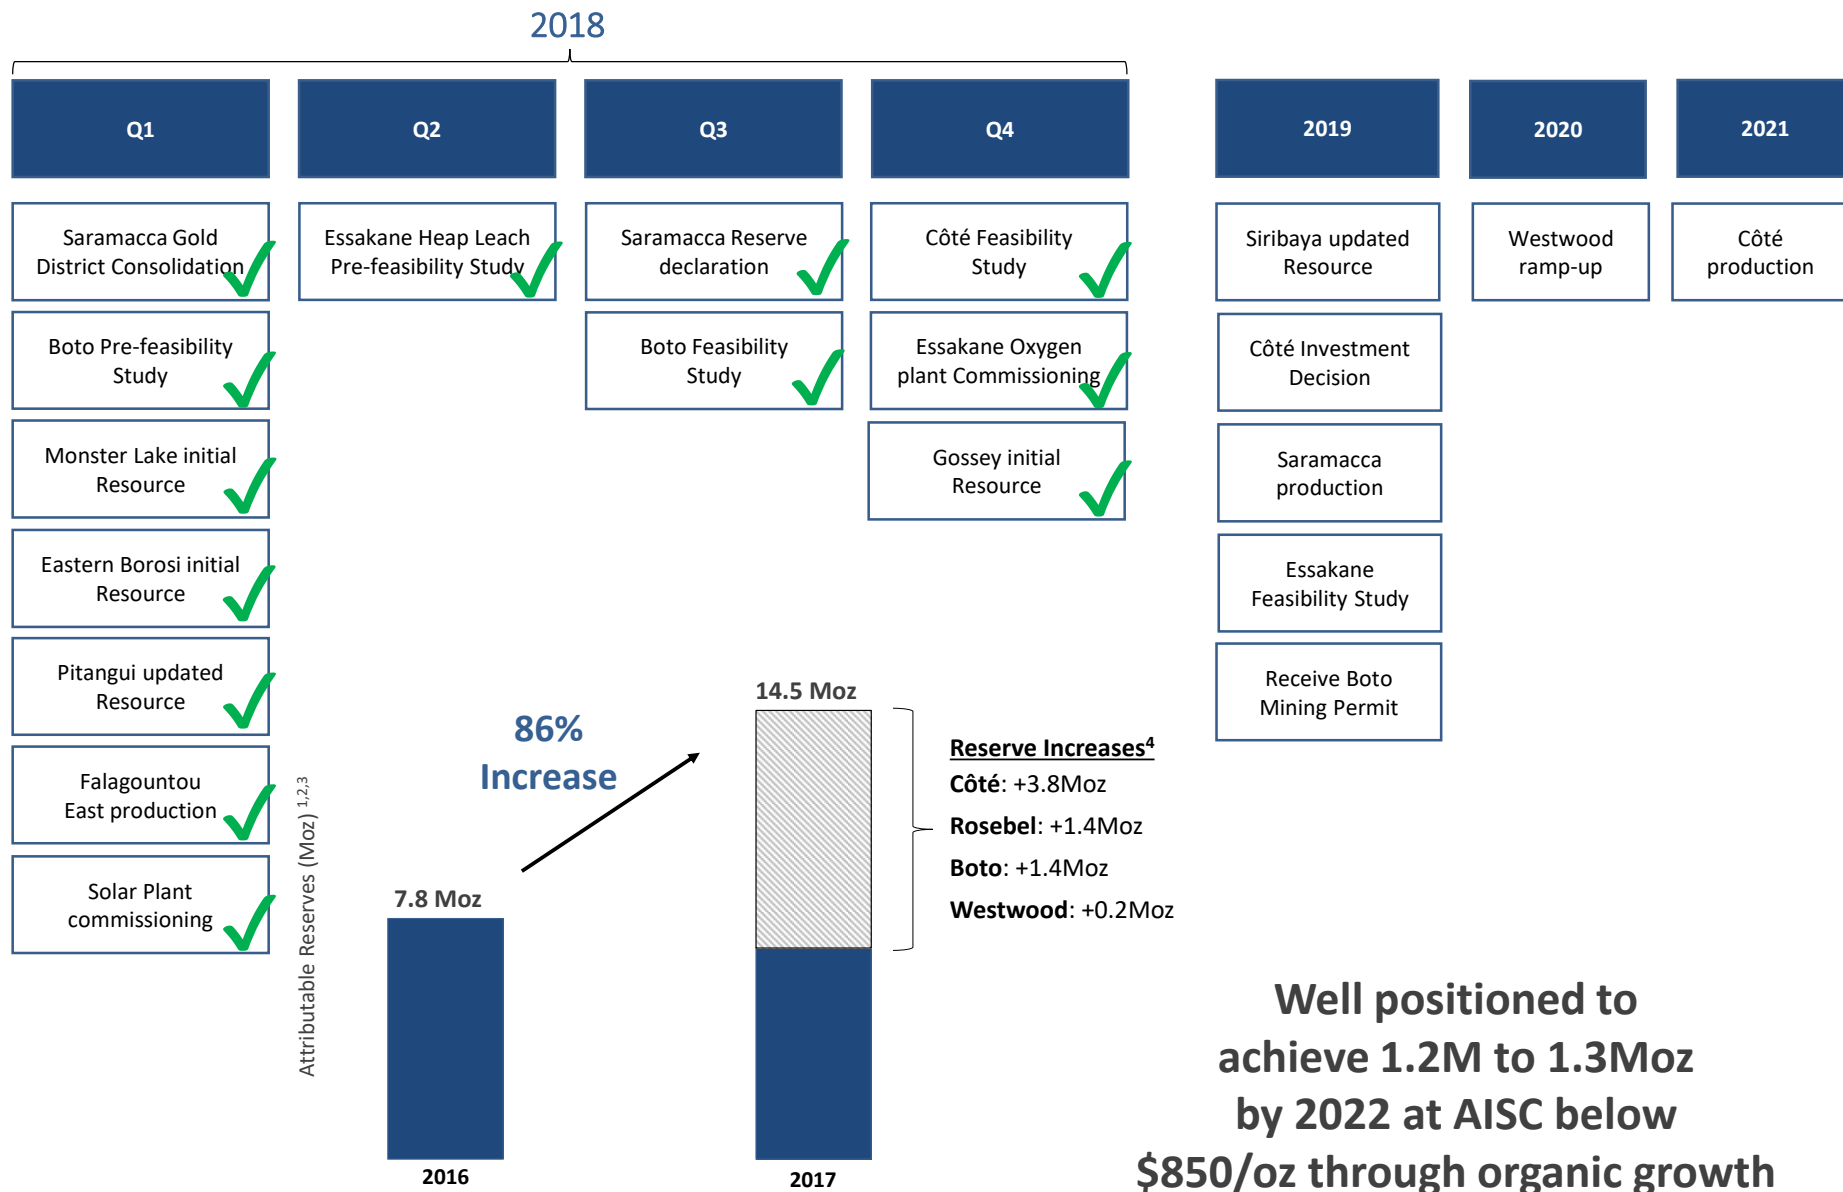 2018
Q1
Q2
Q3
Q4
2019
2020
2021
Saramacca Gold
District Consolidation
Boto Pre-feasibility
Study
Monster Lake initial
Resource
Eastern Borosi initial
Resource
Pitangui updated
Resource
Falagountou
East production
Solar Plant
commissioning
Essakane Heap Leach
Pre-feasibility Study
Saramacca Reserve
declaration
Boto Feasibility
Study
Côté Feasibility
Study
Essakane Oxygen
plant Commissioning
Gossey initial
Resource
Siribaya updated
Resource
Côté Investment
Decision
Saramacca
production
Essakane
Feasibility Study
Receive Boto
Mining Permit
Westwood
ramp-up
Côté
production
Attributable Reserves (Moz) 1,2,3
7.8 Moz
2016
86%
Increase
14.5 Moz
2017
Reserve Increases4
Côté: +3.8Moz
Rosebel: +1.4Moz
Boto: +1.4Moz
Westwood: +0.2Moz
Well positioned to
achieve 1.2M to 1.3Moz
by 2022 at AISC below
$850/oz through organic growth